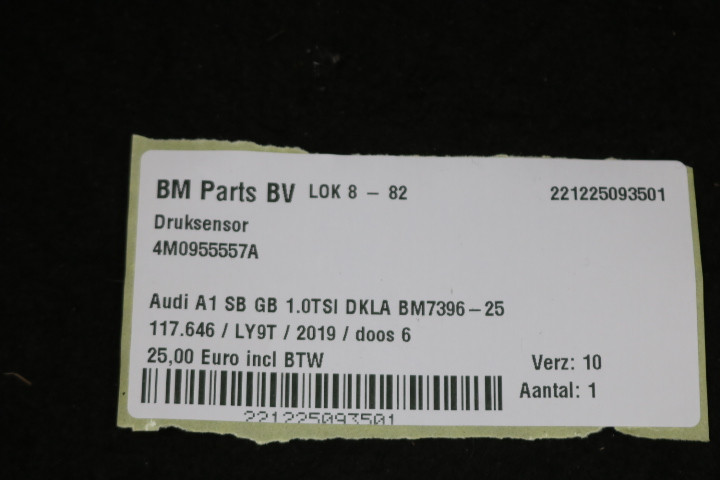 BM Parts BV LOK 8 - 82 221225093501
Druksensor
4M0955557A
Audi A1 SB GB 1.0TSI DKLA BM7396-25
117.646 / LY9T / 2019 / doos 6
25,00 Euro incl BTW Verz: 10
Aantal: 1
221225093501